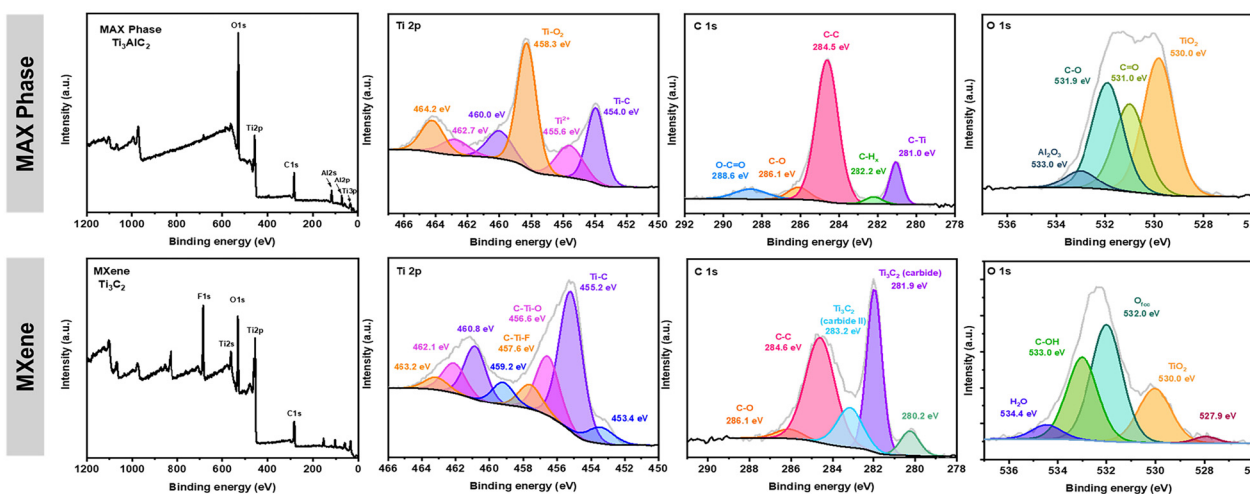 MAX Phase
MAX Phase
Ti₃AlC₂
O1s
Ti2p
C1s
Al2s
Al2p
Ti3p
Intensity (a.u.)
1200 1000 800 600 400 200 0
Binding energy (eV)
Ti 2p
Ti-O₂
458.3 eV
Ti-C
454.0 eV
464.2 eV
460.0 eV
462.7 eV
Ti²⁺
455.6 eV
Intensity (a.u.)
466 464 462 460 458 456 454 452 450
Binding energy (eV)
C 1s
C-C
284.5 eV
C-Ti
281.0 eV
O-C=O
288.6 eV
C-O
286.1 eV
C-Hₓ
282.2 eV
Intensity (a.u.)
292 290 288 286 284 282 280 278
Binding energy (eV)
O 1s
TiO₂
530.0 eV
C=O
531.0 eV
C-O
531.9 eV
Al₂O₃
533.0 eV
Intensity (a.u.)
536 534 532 530 528
Binding energy (eV)
MXene
MXene
Ti₃C₂
F1s
O1s
Ti2p
Ti2s
C1s
Intensity (a.u.)
1200 1000 800 600 400 200 0
Binding energy (eV)
Ti 2p
Ti-C
455.2 eV
C-Ti-O
456.6 eV
C-Ti-F
457.6 eV
460.8 eV
462.1 eV
463.2 eV
459.2 eV
453.4 eV
Intensity (a.u.)
466 464 462 460 458 456 454 452 450
Binding energy (eV)
C 1s
Ti₃C₂ (carbide)
281.9 eV
Ti₃C₂
(carbide II)
283.2 eV
C-C
284.6 eV
C-O
286.1 eV
280.2 eV
Intensity (a.u.)
291 290 288 286 284 282 280 278
Binding energy (eV)
O 1s
532.0 eV
C-OH
533.0 eV
TiO₂
530.0 eV
H₂O
534.4 eV
527.9 eV
Intensity (a.u.)
536 534 532 530 528
Binding energy (eV)